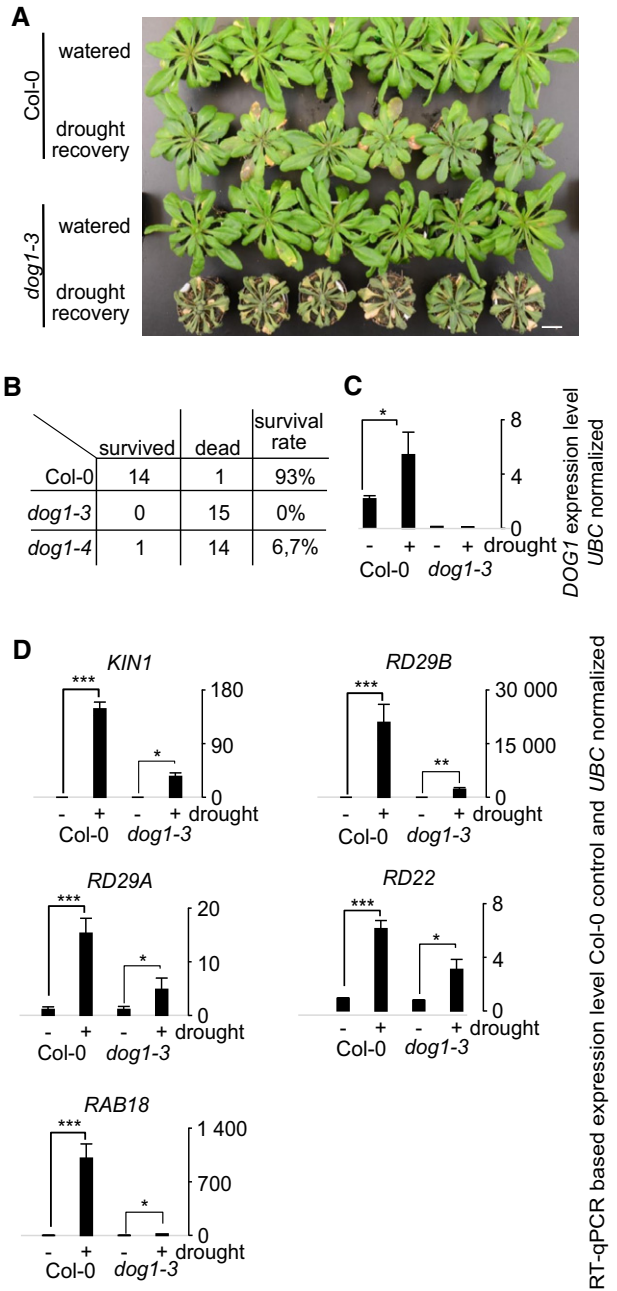 A
Col-0
watered
drought
recovery
dog1-3
watered
drought
recovery
B
survived dead survival rate
Col-0 14 1 93%
dog1-3 0 15 0%
dog1-4 1 14 6,7%
C
*
8
4
0
- + - + drought
Col-0 dog1-3
DOG1 expression level
UBC normalized
D
KIN1
***
*
180
90
0
- + - + drought
Col-0 dog1-3
RD29B
***
**
30 000
15 000
0
- + - + drought
Col-0 dog1-3
RD29A
***
*
20
10
0
- + - + drought
Col-0 dog1-3
RD22
***
*
8
4
0
- + - + drought
Col-0 dog1-3
RAB18
***
*
1 400
700
0
- + - + drought
Col-0 dog1-3
RT-qPCR based expression level Col-0 control and UBC normalized